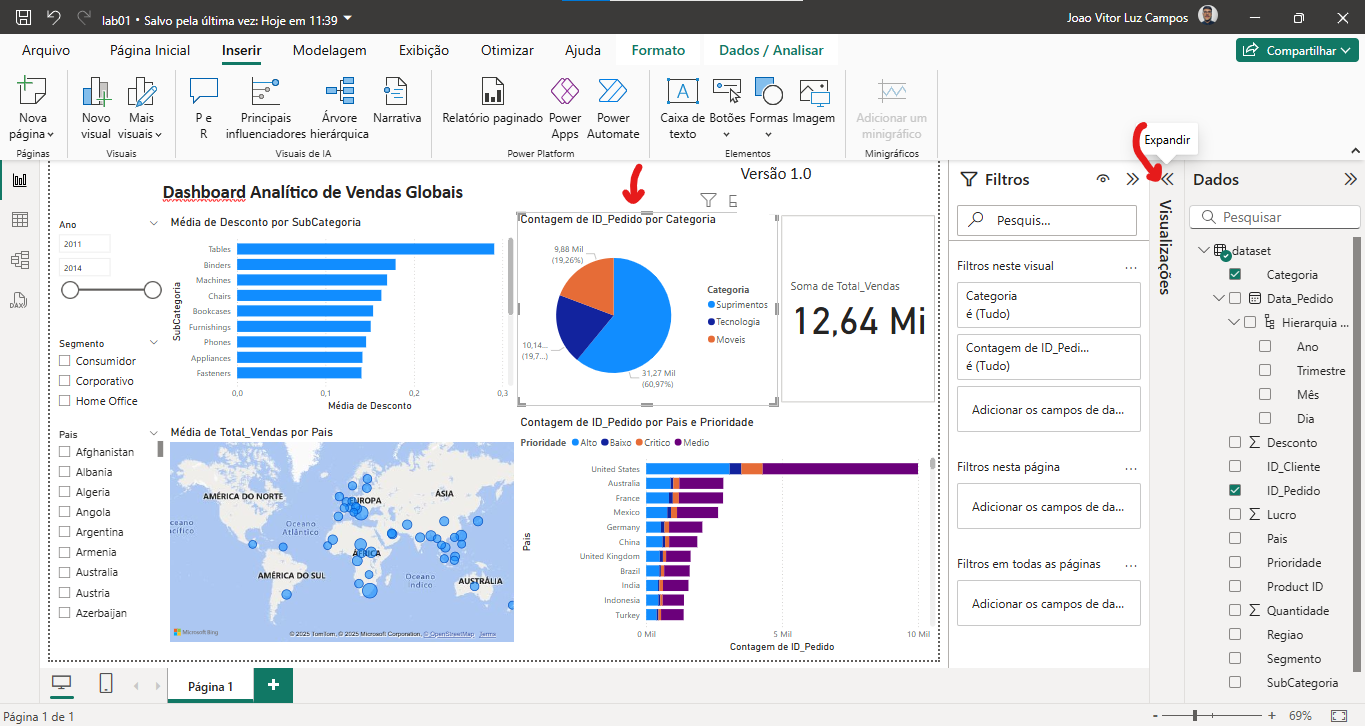 lab01 • Salvo pela última vez: Hoje em 11:39
Joao Vitor Luz Campos
Arquivo
Página Inicial
Inserir
Modelagem
Exibição
Otimizar
Ajuda
Formato
Dados / Analisar
Compartilhar
Nova página
Novo visual
Mais visuais
P e R
Principais influenciadores
Árvore hierárquica
Narrativa
Relatório paginado
Power Apps
Power Automate
Caixa de texto
Botões
Formas
Imagem
Adicionar um minigráfico
Páginas
Visuais
Visuais de IA
Power Platform
Elementos
Minigráficos
Expandir
DAX
Dashboard Analítico de Vendas Globais
Versão 1.0
Ano
2011
2014
Segmento
Consumidor
Corporativo
Home Office
Pais
Afghanistan
Albania
Algeria
Angola
Argentina
Armenia
Australia
Austria
Azerbaijan
Média de Desconto por SubCategoria
SubCategoria
Tables
Binders
Machines
Chairs
Bookcases
Furnishings
Phones
Appliances
Fasteners
0,0
0,1
0,2
0,3
Média de Desconto
Contagem de ID_Pedido por Categoria
9,88 Mil
(19,26%)
10,14...
(19,7...)
31,27 Mil
(60,97%)
Categoria
Suprimentos
Tecnologia
Moveis
Soma de Total_Vendas
12,64 Mi
Média de Total_Vendas por Pais
AMÉRICA DO NORTE
EUROPA
ÁSIA
Oceano
Atlântico
ÁFRICA
AMÉRICA DO SUL
Oceano
Índico
AUSTRÁLIA
Microsoft Bing
© 2025 TomTom, © 2025 Microsoft Corporation, © OpenStreetMap Terms
Contagem de ID_Pedido por Pais e Prioridade
Prioridade
Alto
Baixo
Critico
Medio
Pais
United States
Australia
France
Mexico
Germany
China
United Kingdom
Brazil
India
Indonesia
Turkey
0 Mil
5 Mil
10 Mil
Contagem de ID_Pedido
Filtros
Pesquis...
Filtros neste visual
...
Categoria
é (Tudo)
Contagem de ID_Pedi...
é (Tudo)
Adicionar os campos de da...
Filtros nesta página
...
Adicionar os campos de da...
Filtros em todas as páginas
...
Adicionar os campos de da...
Visualizações
Dados
Pesquisar
dataset
Categoria
Data_Pedido
Hierarquia ...
Ano
Trimestre
Mês
Dia
Desconto
ID_Cliente
ID_Pedido
Lucro
Pais
Prioridade
Product ID
Quantidade
Regiao
Segmento
SubCategoria
Página 1
Página 1 de 1
69%